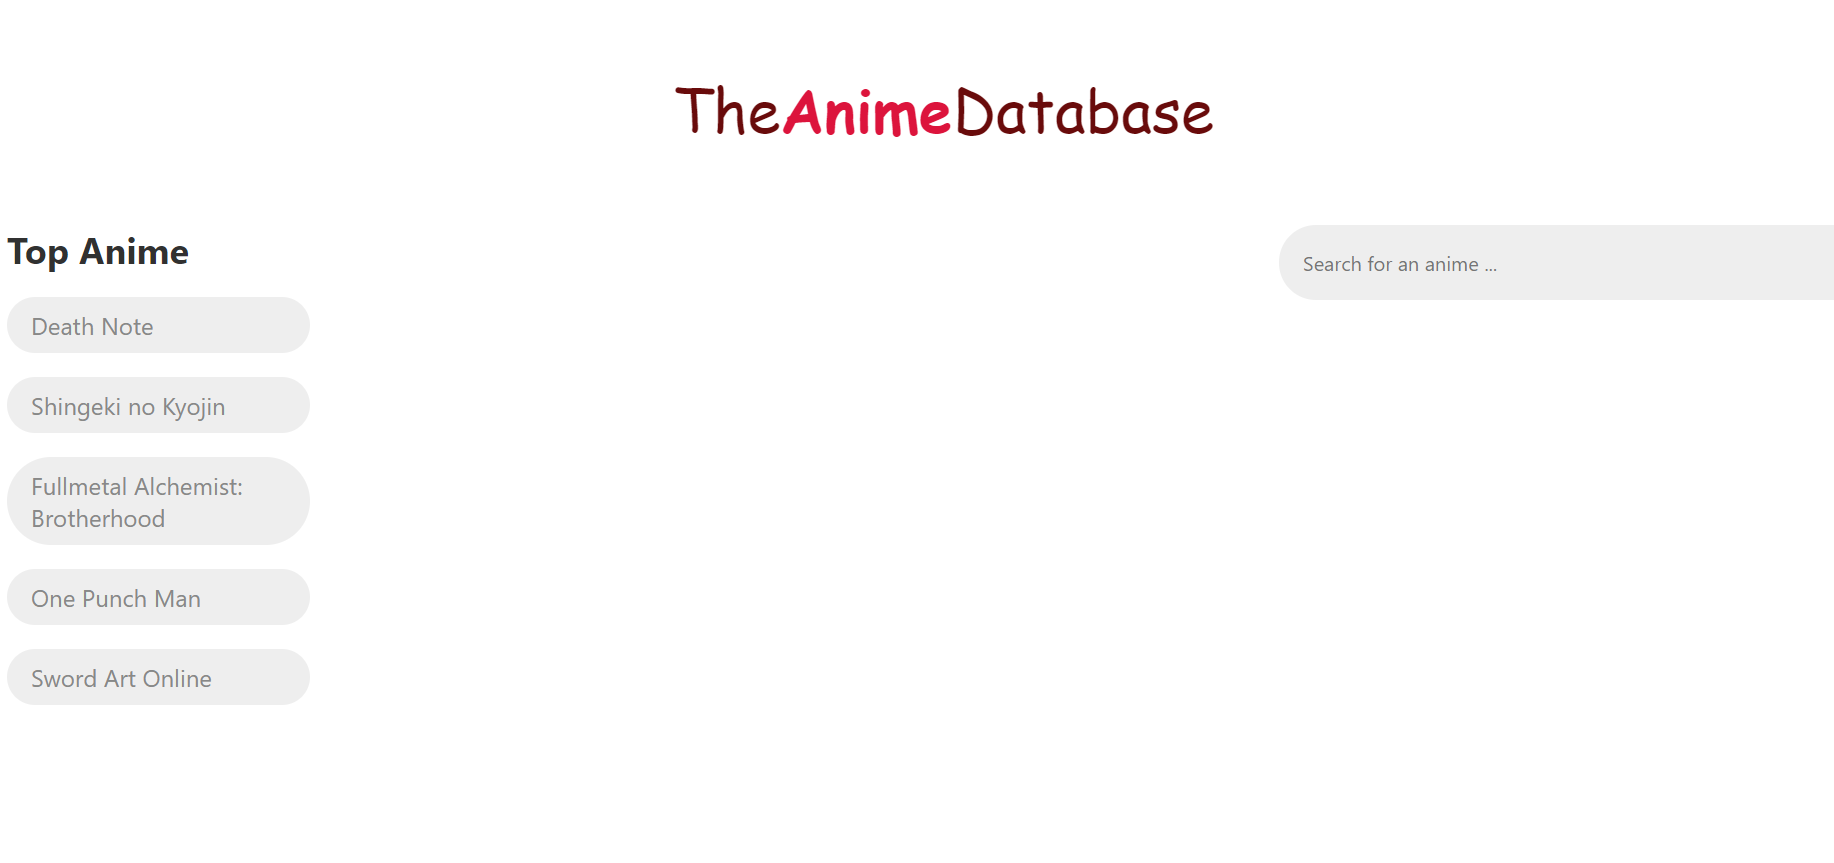 TheAnimeDatabase
Top Anime
Search for an anime ...
Death Note
Shingeki no Kyojin
Fullmetal Alchemist:
Brotherhood
One Punch Man
Sword Art Online